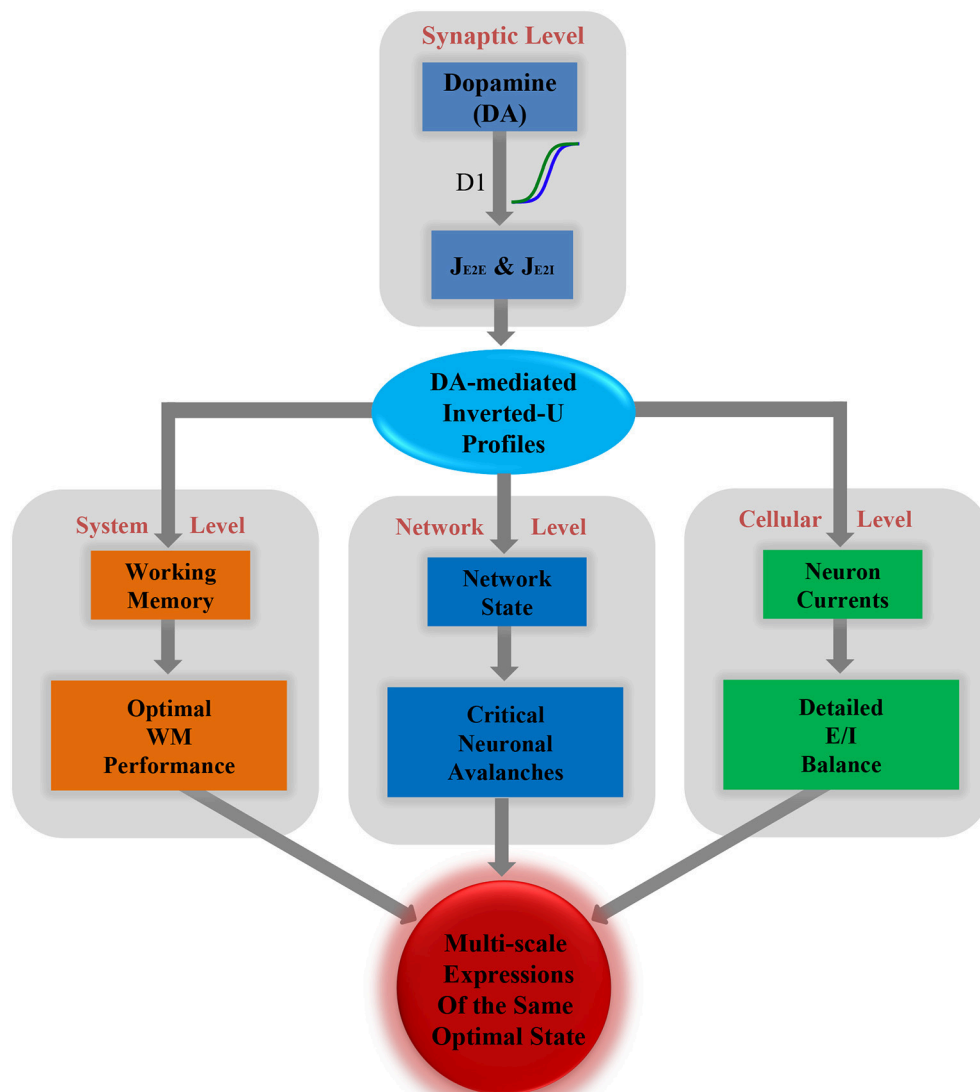 Synaptic Level
Dopamine
(DA)
D1
JE2E & JE2I
DA-mediated
Inverted-U
Profiles
System Level
Working
Memory
Optimal
WM
Performance
Network Level
Network
State
Critical
Neuronal
Avalanches
Cellular Level
Neuron
Currents
Detailed
E/I
Balance
Multi-scale
Expressions
Of the Same
Optimal State